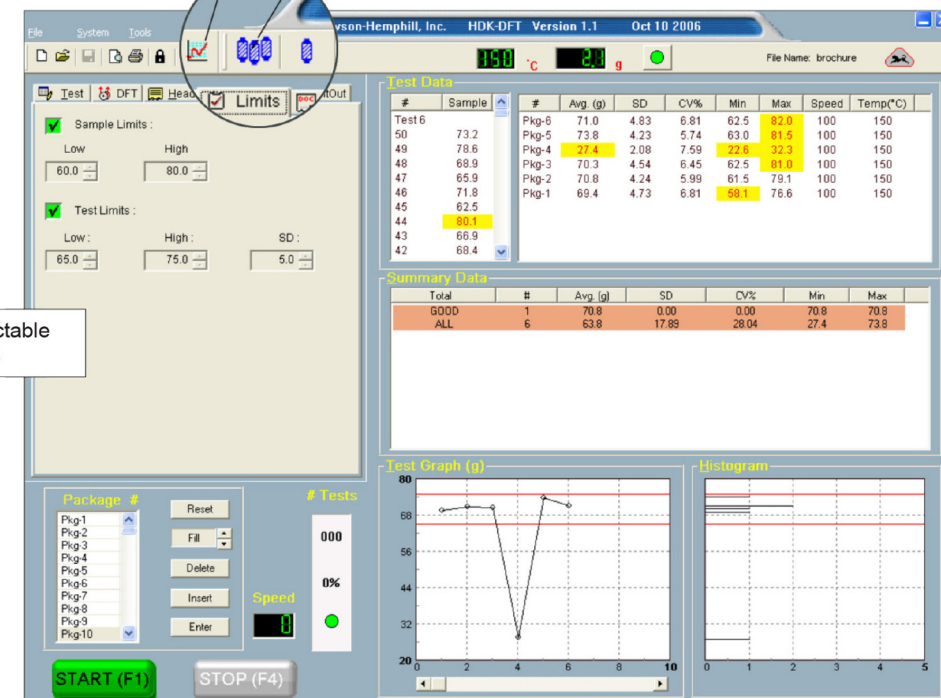 wson-Hemphill, Inc. HDK-DFT Version 1.1 Oct 10 2006
File System Tools
150 °C 2.1 g File Name: brochure
Test DFT Head Limits DOC tOut
Sample Limits :
Low High
60.0 80.0
Test Limits :
Low : High : SD :
65.0 75.0 5.0
ctable
Test Data
# Sample
Test 6
50 73.2
49 78.6
48 68.9
47 65.9
46 71.8
45 62.5
44 80.1
43 66.9
42 68.4
# Avg. (g) SD CV% Min Max Speed Temp(°C)
Pkg-6 71.0 4.83 6.81 62.5 82.0 100 150
Pkg-5 73.8 4.23 5.74 63.0 81.5 100 150
Pkg-4 27.4 2.08 7.59 22.6 32.3 100 150
Pkg-3 70.3 4.54 6.45 62.5 81.0 100 150
Pkg-2 70.8 4.24 5.99 61.5 79.1 100 150
Pkg-1 69.4 4.73 6.81 58.1 76.6 100 150
Summary Data
Total # Avg. (g) SD CV% Min Max
GOOD 1 70.8 0.00 0.00 70.8 70.8
ALL 6 63.8 17.89 28.04 27.4 73.8
Package #
Pkg-1
Pkg-2
Pkg-3
Pkg-4
Pkg-5
Pkg-6
Pkg-7
Pkg-8
Pkg-9
Pkg-10
Reset
Fill
Delete
Insert
Enter
# Tests
000
0%
Speed
0
START (F1) STOP (F4)
Test Graph (g)
80
68
56
44
32
20
0 2 4 6 8 10
Histogram
0 1 2 3 4 5